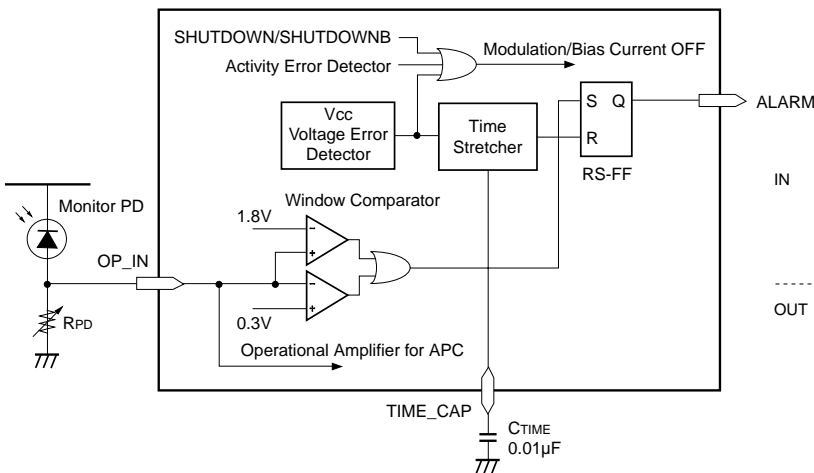 SHUTDOWN/SHUTDOWNB
Modulation/Bias Current OFF
Activity Error Detector
S Q
R
RS-FF
ALARM
Vcc
Voltage Error
Detector
Time
Stretcher
IN
Monitor PD
Window Comparator
1.8V
-
+
OP_IN
-
+
0.3V
RPD
Operational Amplifier for APC
OUT
TIME_CAP
CTIME
0.01µF